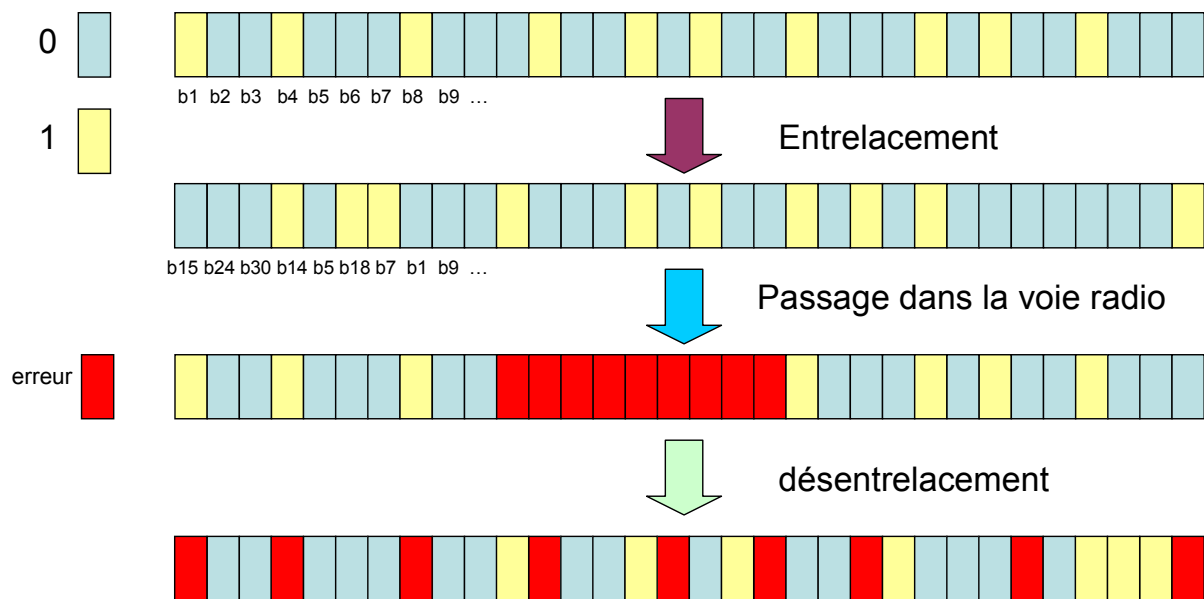 0
b1 b2 b3 b4 b5 b6 b7 b8 b9 …
1
Entrelacement
b15 b24 b30 b14 b5 b18 b7 b1 b9 …
Passage dans la voie radio
erreur
désentrelacement